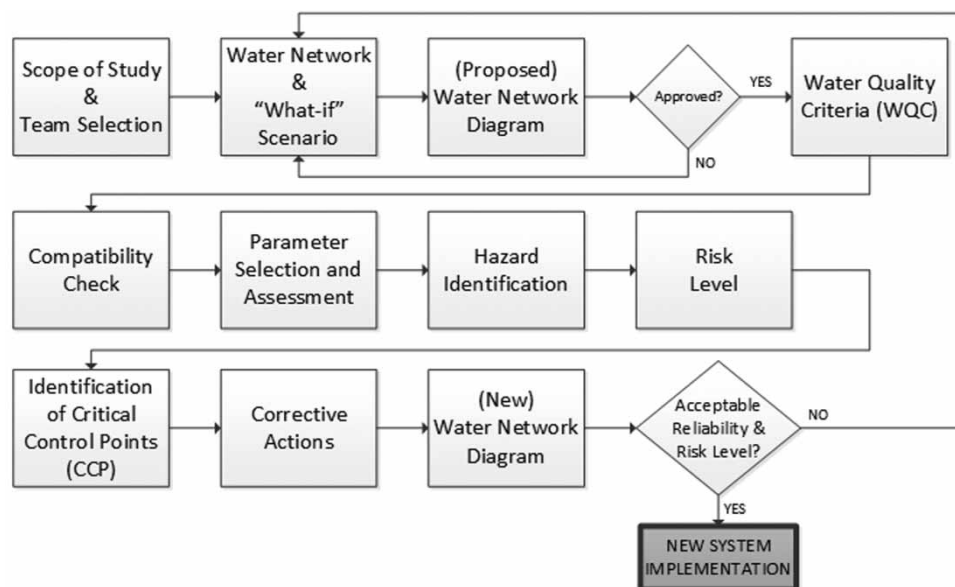 Scope of Study
&
Team Selection
Water Network
&
“What-if”
Scenario
(Proposed)
Water Network
Diagram
Approved?
YES
NO
Water Quality
Criteria (WQC)
Compatibility
Check
Parameter
Selection and
Assessment
Hazard
Identification
Risk
Level
Identification
of Critical
Control Points
(CCP)
Corrective
Actions
(New)
Water Network
Diagram
Acceptable
Reliability &
Risk Level?
NO
YES
NEW SYSTEM
IMPLEMENTATION